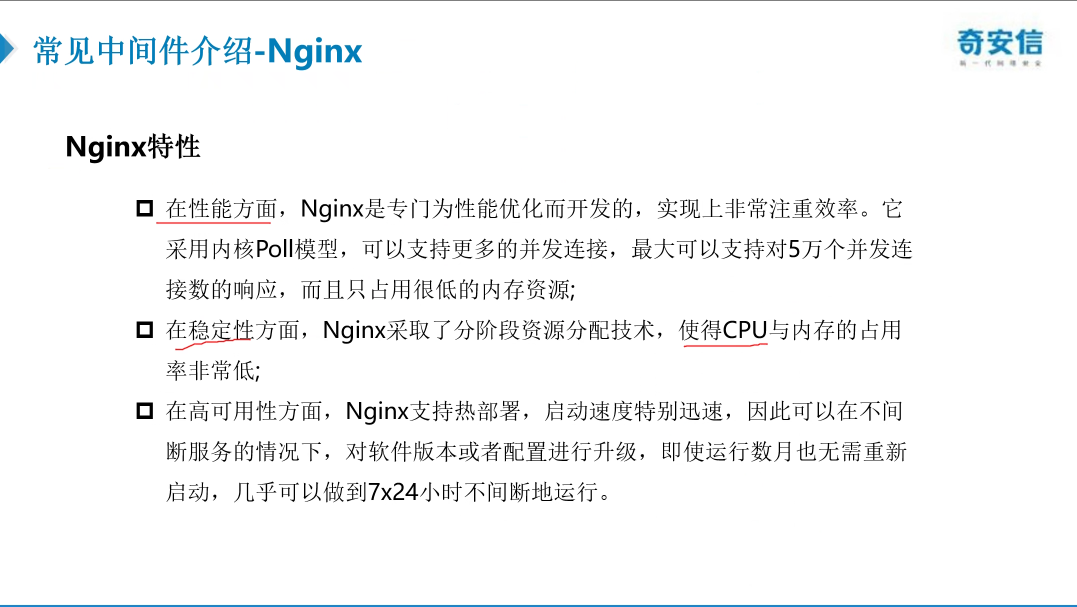 常见中间件介绍-Nginx
奇安信
新一代网络安全
Nginx特性
在性能方面，Nginx是专门为性能优化而开发的，实现上非常注重效率。它
采用内核Poll模型，可以支持更多的并发连接，最大可以支持对5万个并发连
接数的响应，而且只占用很低的内存资源;
在稳定性方面，Nginx采取了分阶段资源分配技术，使得CPU与内存的占用
率非常低;
在高可用性方面，Nginx支持热部署，启动速度特别迅速，因此可以在不间
断服务的情况下，对软件版本或者配置进行升级，即使运行数月也无需重新
启动，几乎可以做到7x24小时不间断地运行。